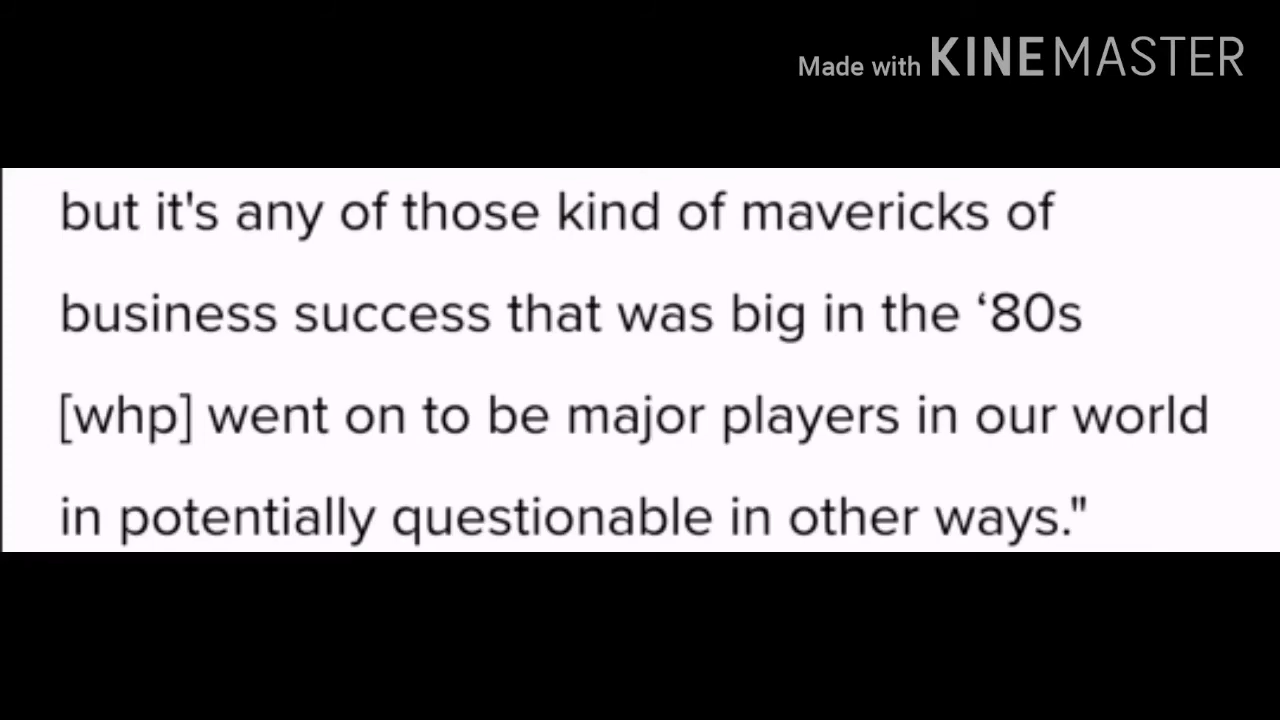 Made with KINEMASTER
but it's any of those kind of mavericks of
business success that was big in the ‘80s
[whp] went on to be major players in our world
in potentially questionable in other ways."